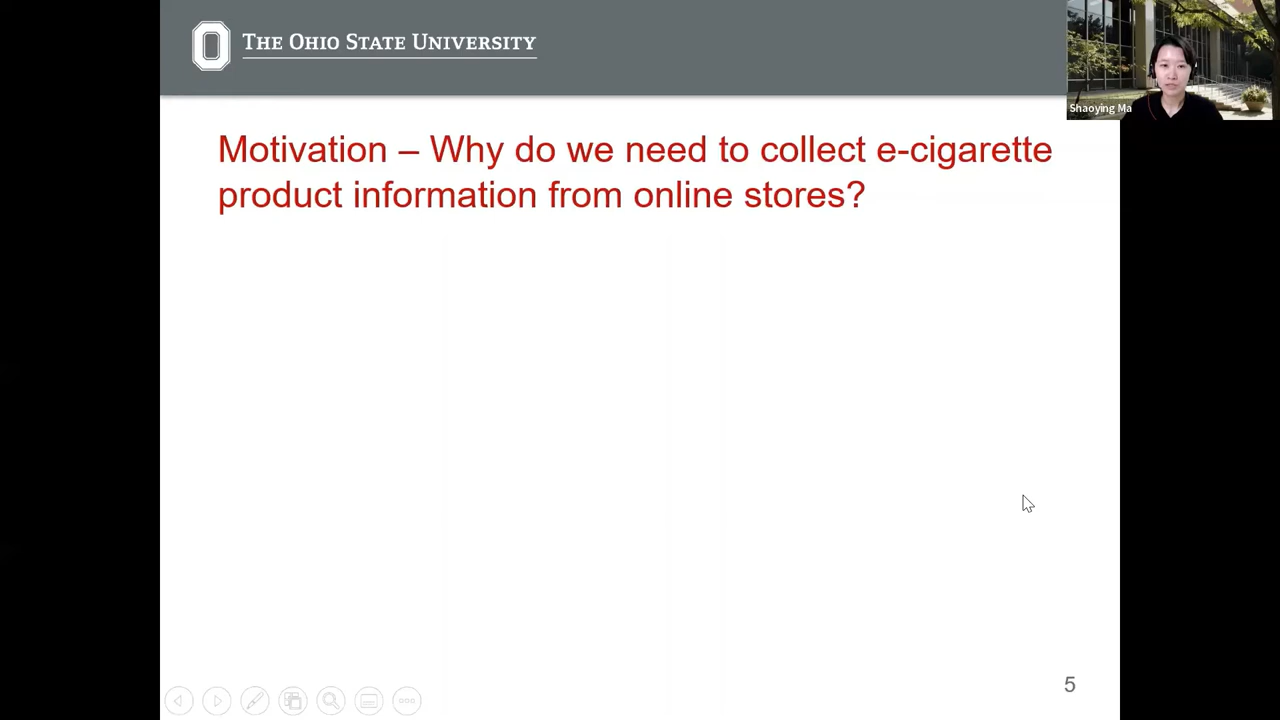 THE OHIO STATE UNIVERSITY
Shaoying Ma
Motivation – Why do we need to collect e-cigarette
product information from online stores?
5